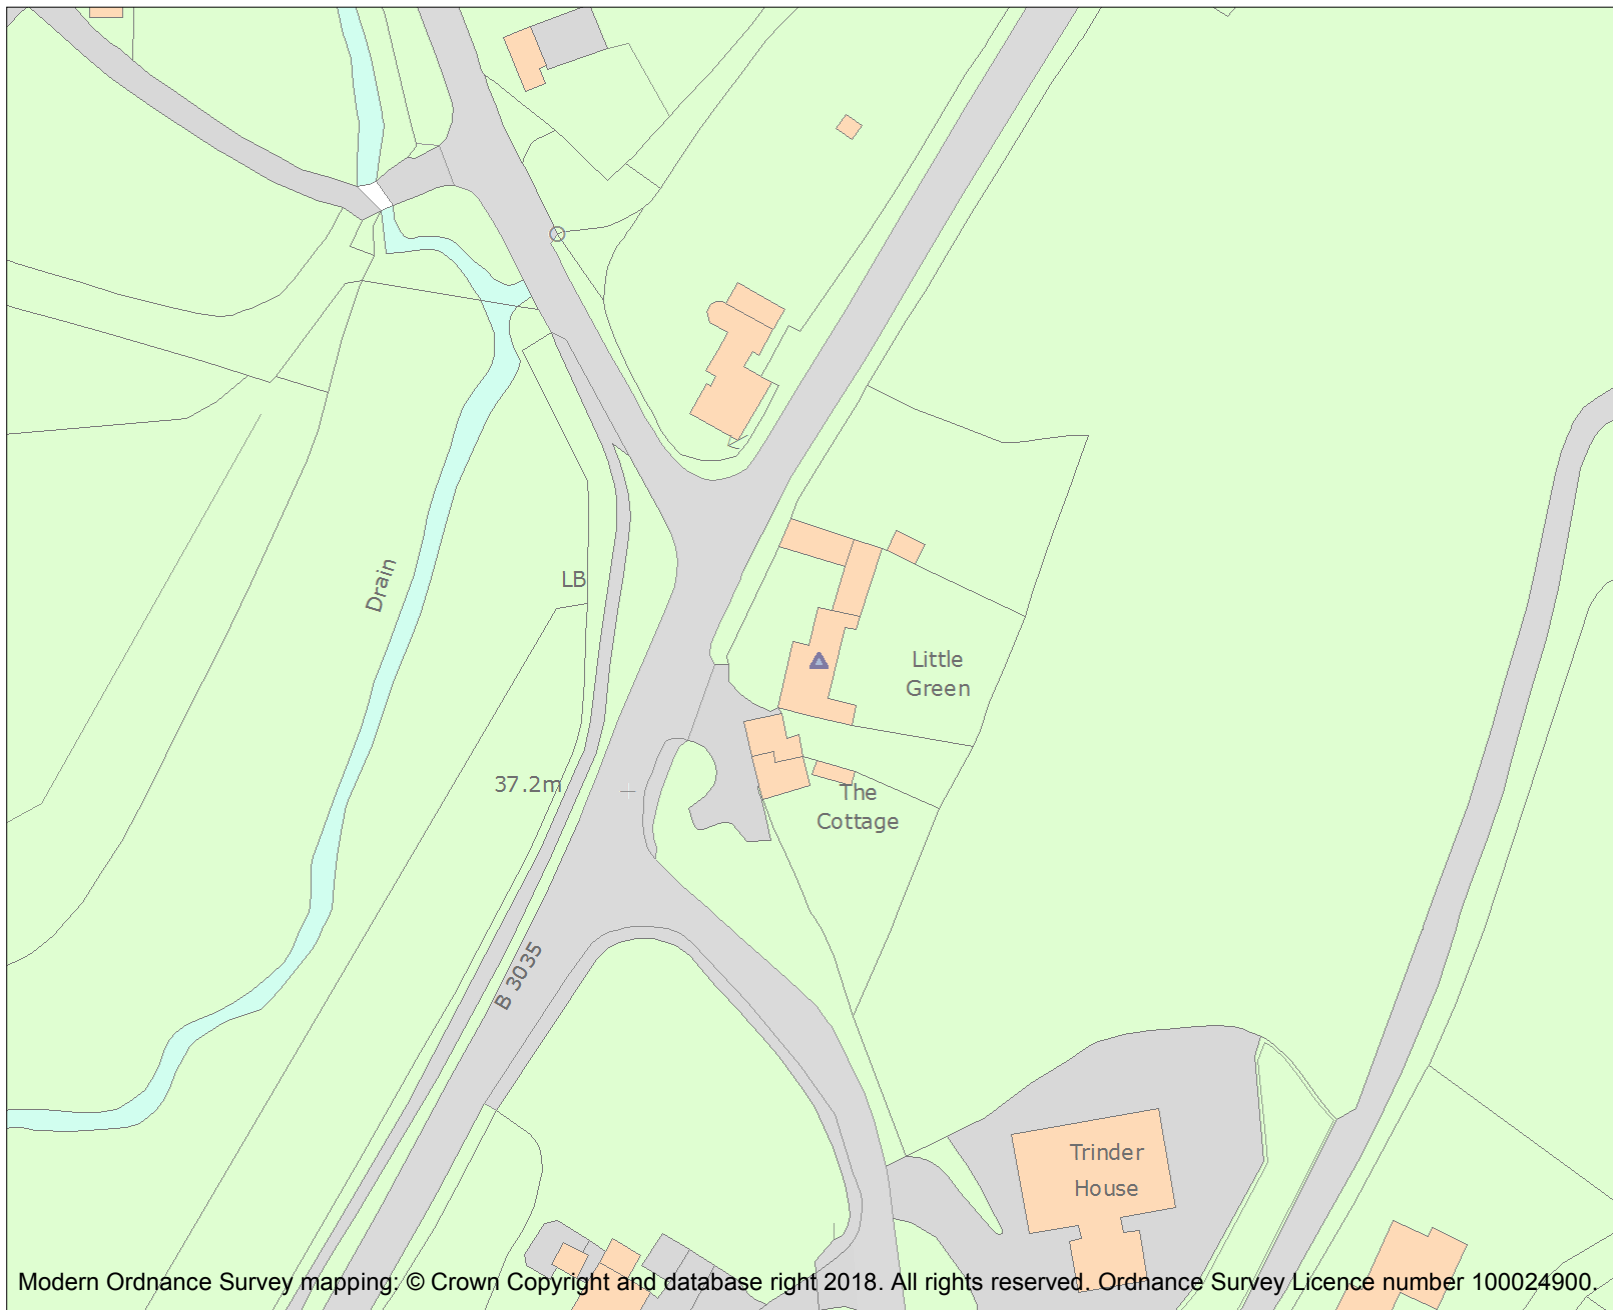 Drain
LB
Little
Green
37.2m
The
Cottage
B 3035
Trinder
House
Modern Ordnance Survey mapping: © Crown Copyright and database right 2018. All rights reserved. Ordnance Survey Licence number 100024900.